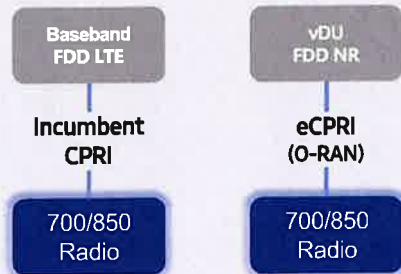 Baseband
FDD LTE
vDU
FDD NR
Incumbent
CPRI
eCPRI
(O-RAN)
700/850
Radio
700/850
Radio